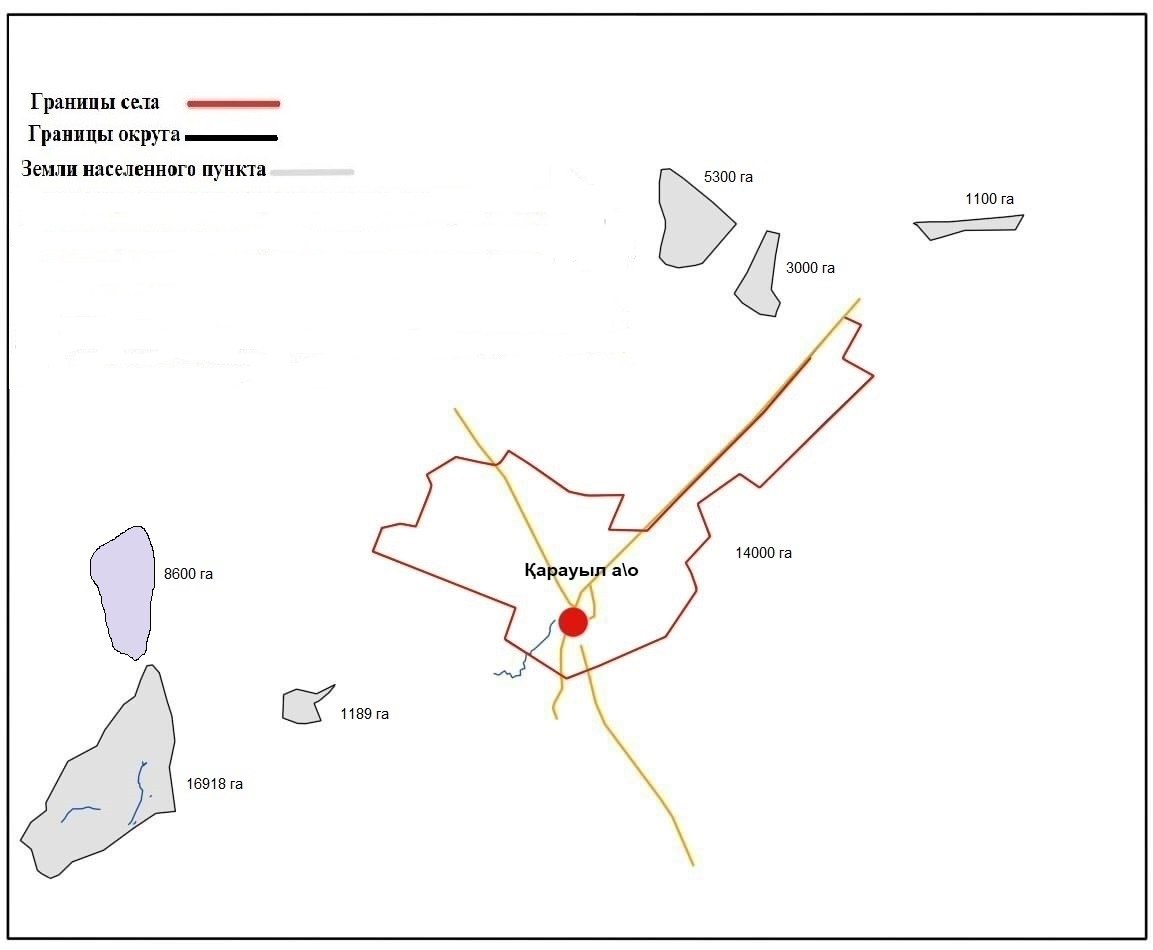 Границы села
Границы округа
Земли населенного пункта
5300 га
1100 га
3000 га
14000 га
Қарауыл а\о
8600 га
1189 га
16918 га